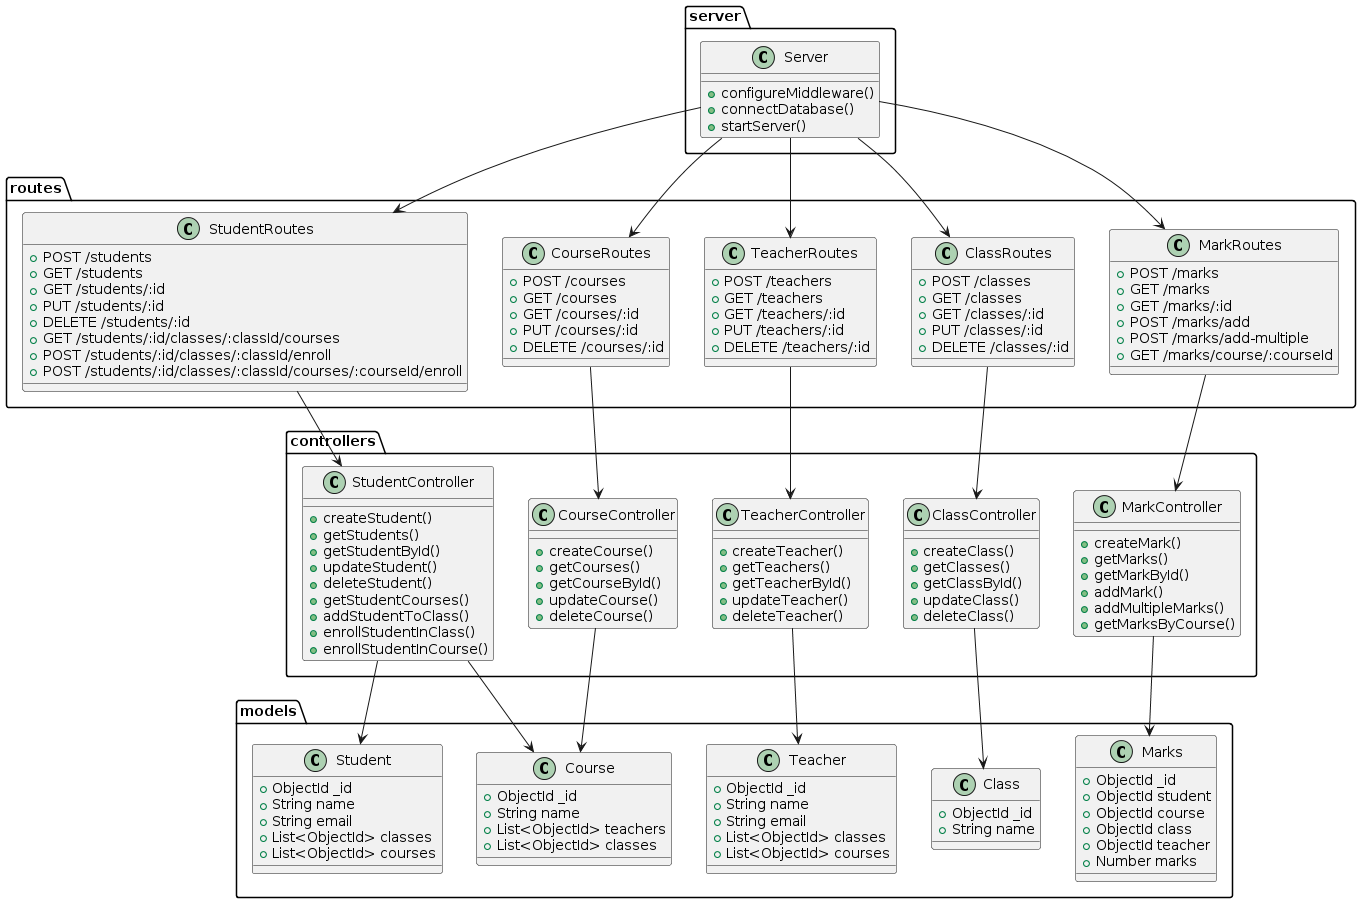 server
C Server
configureMiddleware()
connectDatabase()
startServer()
routes
C StudentRoutes
POST /students
GET /students
GET /students/:id
PUT /students/:id
DELETE /students/:id
GET /students/:id/classes/:classId/courses
POST /students/:id/classes/:classId/enroll
POST /students/:id/classes/:classId/courses/:courseId/enroll
C CourseRoutes
POST /courses
GET /courses
GET /courses/:id
PUT /courses/:id
DELETE /courses/:id
C TeacherRoutes
POST /teachers
GET /teachers
GET /teachers/:id
PUT /teachers/:id
DELETE /teachers/:id
C ClassRoutes
POST /classes
GET /classes
GET /classes/:id
PUT /classes/:id
DELETE /classes/:id
C MarkRoutes
POST /marks
GET /marks
GET /marks/:id
POST /marks/add
POST /marks/add-multiple
GET /marks/course/:courseId
controllers
C StudentController
createStudent()
getStudents()
getStudentById()
updateStudent()
deleteStudent()
getStudentCourses()
addStudentToClass()
enrollStudentInClass()
enrollStudentInCourse()
C CourseController
createCourse()
getCourses()
getCourseById()
updateCourse()
deleteCourse()
C TeacherController
createTeacher()
getTeachers()
getTeacherById()
updateTeacher()
deleteTeacher()
C ClassController
createClass()
getClasses()
getClassById()
updateClass()
deleteClass()
C MarkController
createMark()
getMarks()
getMarkById()
addMark()
addMultipleMarks()
getMarksByCourse()
models
C Student
ObjectId _id
String name
String email
List<ObjectId> classes
List<ObjectId> courses
C Course
ObjectId _id
String name
List<ObjectId> teachers
List<ObjectId> classes
C Teacher
ObjectId _id
String name
String email
List<ObjectId> classes
List<ObjectId> courses
C Class
ObjectId _id
String name
C Marks
ObjectId _id
ObjectId student
ObjectId course
ObjectId class
ObjectId teacher
Number marks